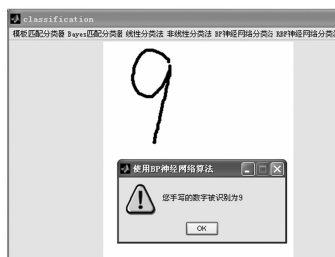 classification
模板匹配分类器 Bayes匹配分类器 线性分类法 非线性分类法 BP神经网络分类法 RBF神经网络分类
9
使用BP神经网络算法
您手写的数字被识别为9
OK